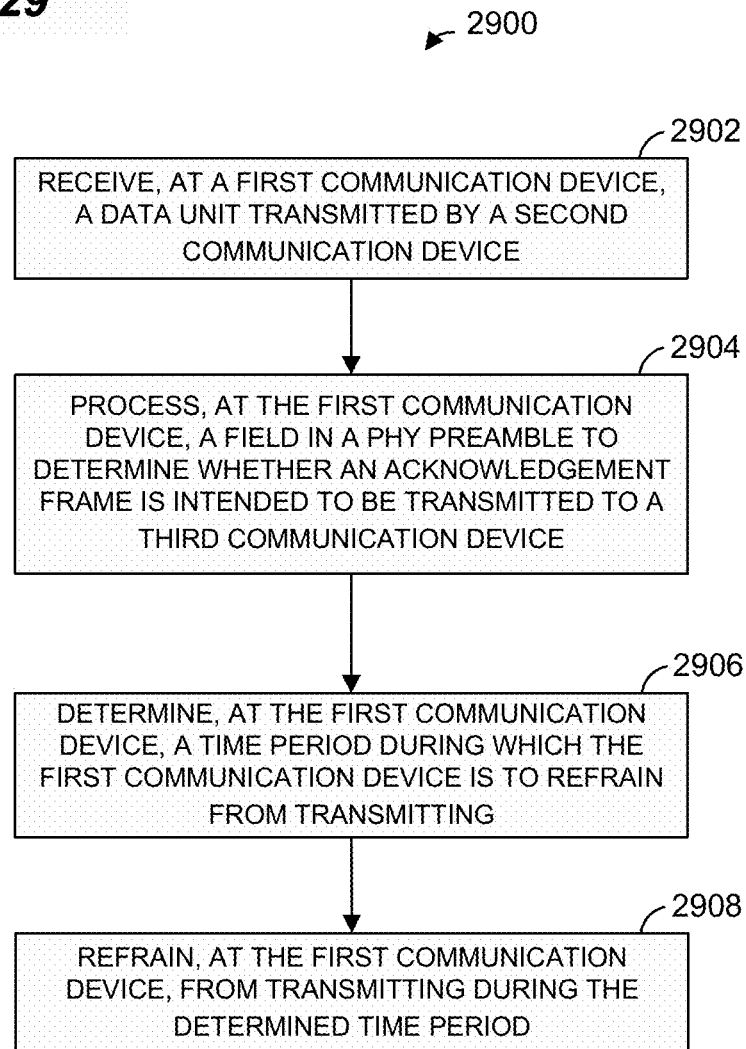 29
2900
2902
RECEIVE, AT A FIRST COMMUNICATION DEVICE,
A DATA UNIT TRANSMITTED BY A SECOND
COMMUNICATION DEVICE
2904
PROCESS, AT THE FIRST COMMUNICATION
DEVICE, A FIELD IN A PHY PREAMBLE TO
DETERMINE WHETHER AN ACKNOWLEDGEMENT
FRAME IS INTENDED TO BE TRANSMITTED TO A
THIRD COMMUNICATION DEVICE
2906
DETERMINE, AT THE FIRST COMMUNICATION
DEVICE, A TIME PERIOD DURING WHICH THE
FIRST COMMUNICATION DEVICE IS TO REFRAIN
FROM TRANSMITTING
2908
REFRAIN, AT THE FIRST COMMUNICATION
DEVICE, FROM TRANSMITTING DURING THE
DETERMINED TIME PERIOD